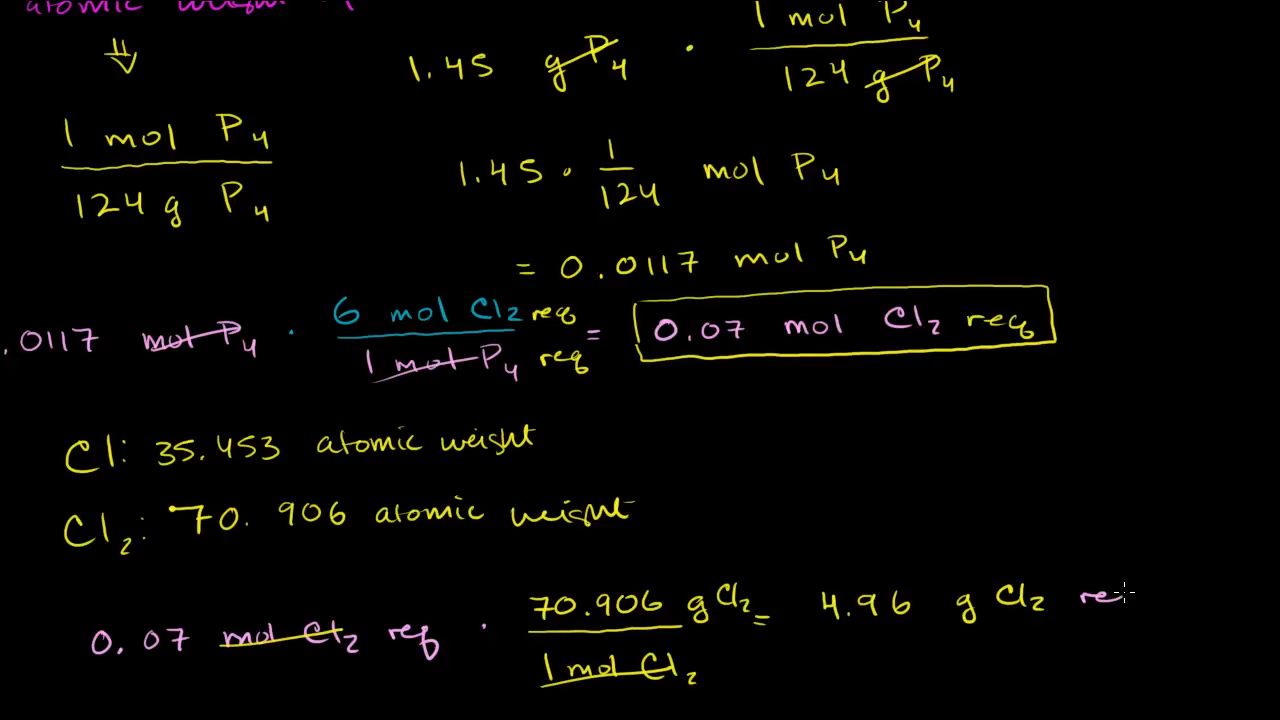 atomic weight
1.45 g P₄ · 1 mol P₄ / 124 g P₄
1 mol P₄ / 124 g P₄
1.45 · 1/124 mol P₄
= 0.0117 mol P₄
.0117 mol P₄ · 6 mol Cl₂ req / 1 mol P₄ req = 0.07 mol Cl₂ req
Cl: 35.453 atomic weight
Cl₂: 70.906 atomic weight
0.07 mol Cl₂ req · 70.906 g Cl₂ / 1 mol Cl₂ = 4.96 g Cl₂ re